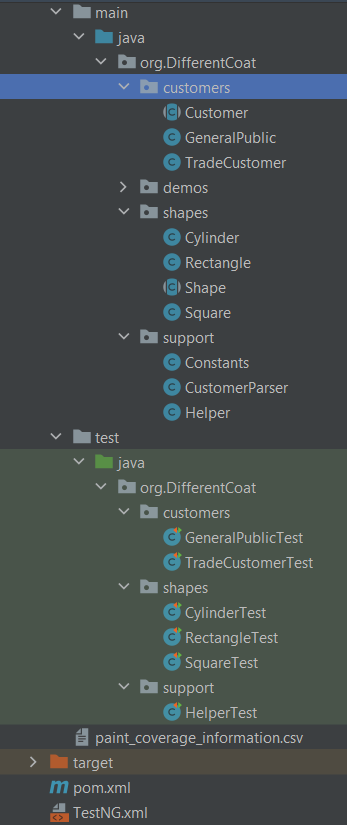 main
java
org.DifferentCoat
customers
Customer
GeneralPublic
TradeCustomer
demos
shapes
Cylinder
Rectangle
Shape
Square
support
Constants
CustomerParser
Helper
test
java
org.DifferentCoat
customers
GeneralPublicTest
TradeCustomerTest
shapes
CylinderTest
RectangleTest
SquareTest
support
HelperTest
paint_coverage_information.csv
target
pom.xml
TestNG.xml